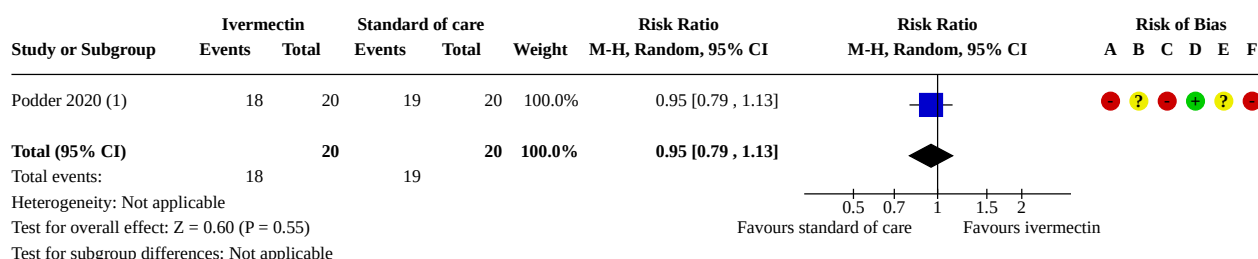 Ivermectin Standard of care Risk Ratio Risk Ratio Risk of Bias
Study or Subgroup Events Total Events Total Weight M-H, Random, 95% CI M-H, Random, 95% CI A B C D E F
Podder 2020 (1) 18 20 19 20 100.0% 0.95 [0.79 , 1.13] - ? - + ? -
Total (95% CI) 20 20 100.0% 0.95 [0.79 , 1.13]
Total events: 18 19
Heterogeneity: Not applicable
0.5 0.7 1 1.5 2
Test for overall effect: Z = 0.60 (P = 0.55) Favours standard of care Favours ivermectin
Test for subgroup differences: Not applicable